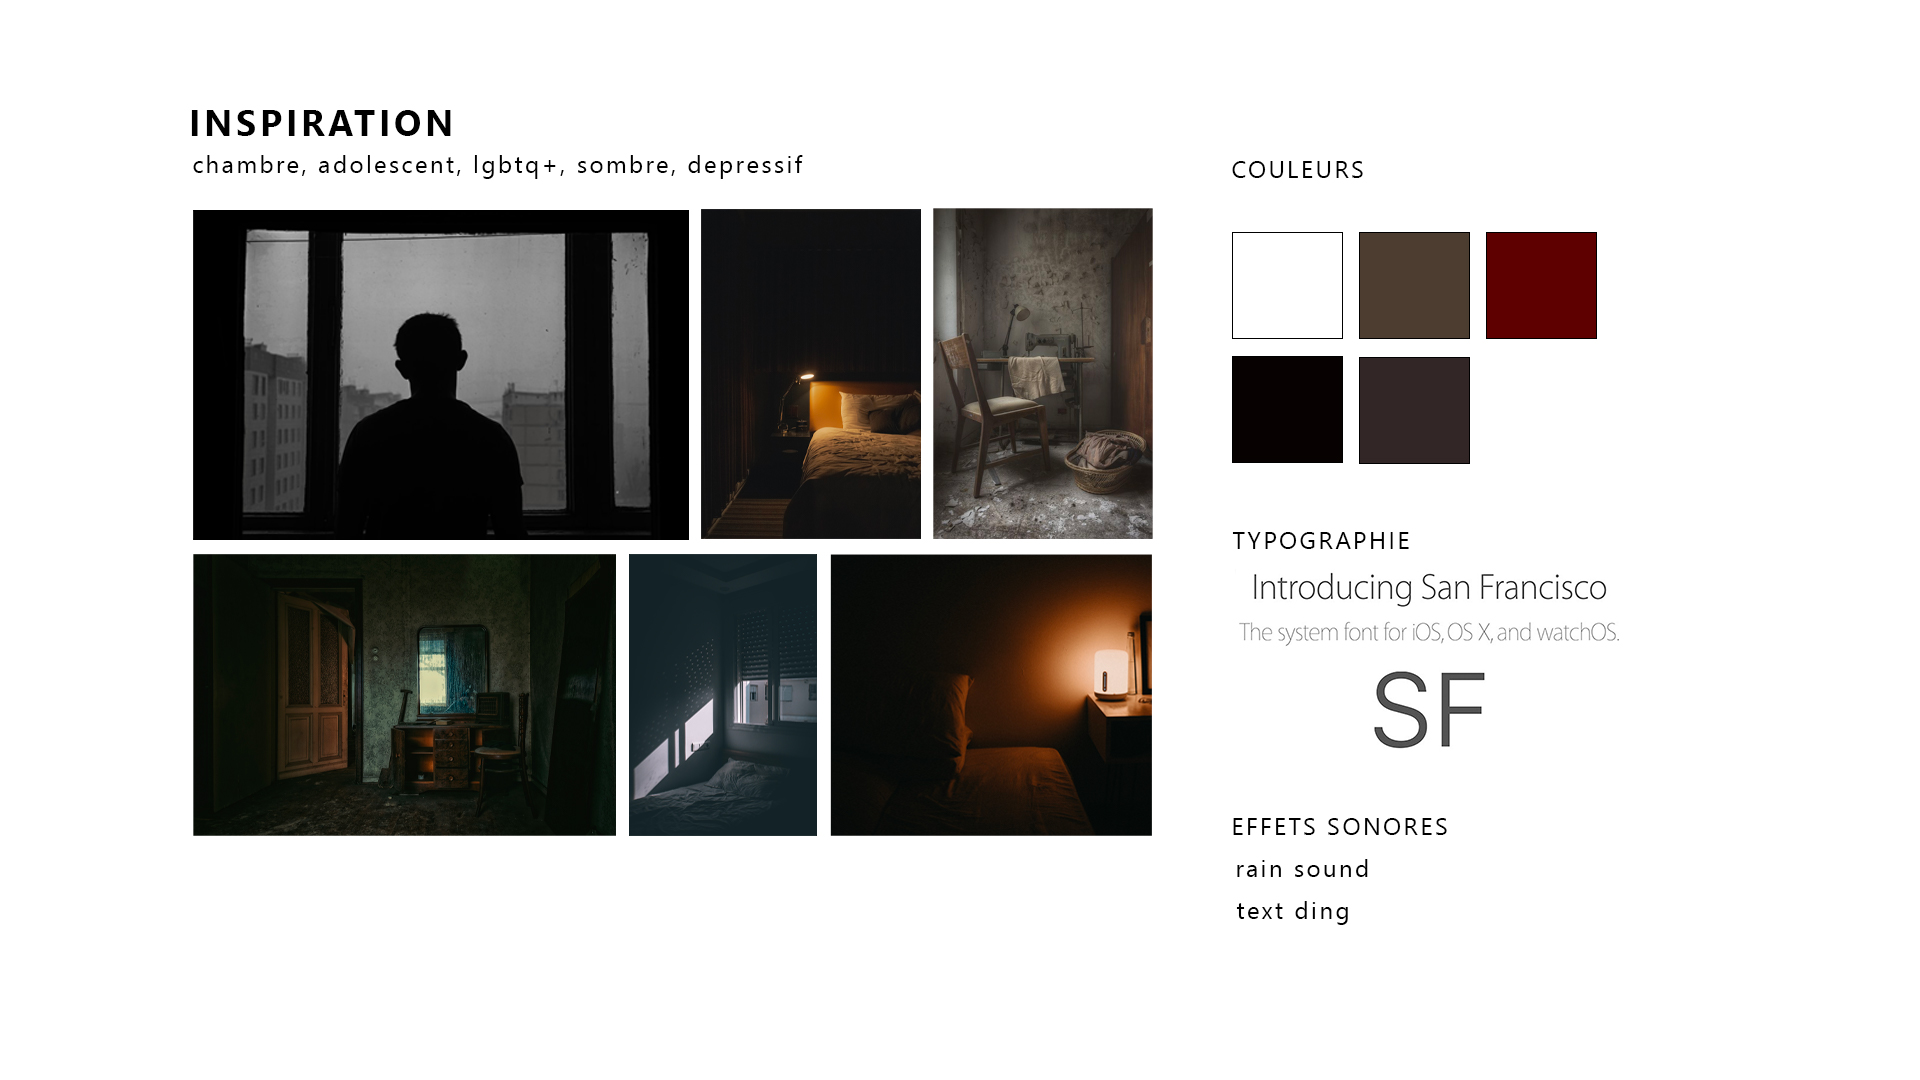 INSPIRATION
chambre, adolescent, lgbtq+, sombre, depressif
COULEURS
TYPOGRAPHIE
Introducing San Francisco
The system font for iOS, OS X, and watchOS.
SF
EFFETS SONORES
rain sound
text ding